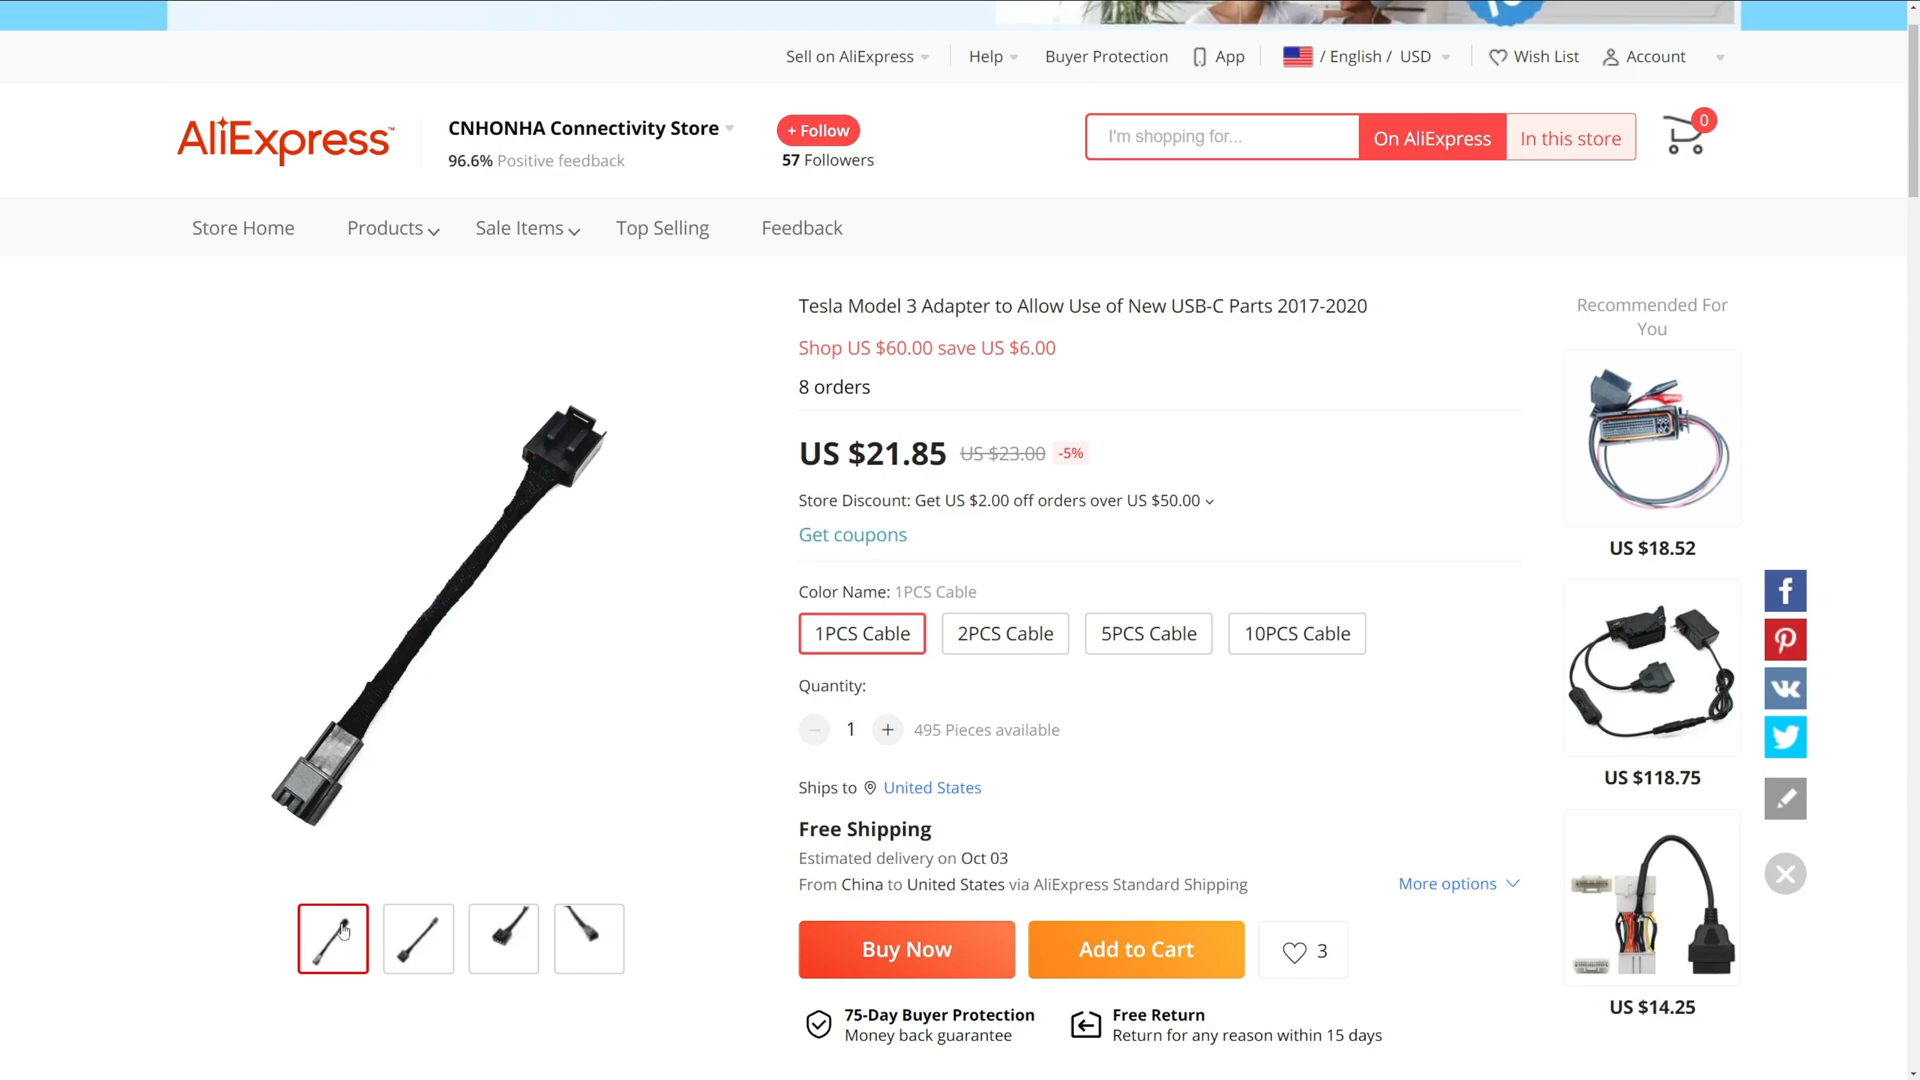 Sell on AliExpress
Help
Buyer Protection
App
/ English / USD
Wish List
Account
AliExpress™
CNHONHA Connectivity Store
96.6% Positive feedback
+ Follow
57 Followers
I'm shopping for...
On AliExpress
In this store
0
Store Home
Products
Sale Items
Top Selling
Feedback
Tesla Model 3 Adapter to Allow Use of New USB-C Parts 2017-2020
Shop US $60.00 save US $6.00
8 orders
US $21.85 US $23.00 -5%
Store Discount: Get US $2.00 off orders over US $50.00
Get coupons
Color Name: 1PCS Cable
1PCS Cable
2PCS Cable
5PCS Cable
10PCS Cable
Quantity:
1
495 Pieces available
Ships to United States
Free Shipping
Estimated delivery on Oct 03
From China to United States via AliExpress Standard Shipping
More options
Buy Now
Add to Cart
3
75-Day Buyer Protection
Money back guarantee
Free Return
Return for any reason within 15 days
Recommended For
You
US $18.52
US $118.75
US $14.25